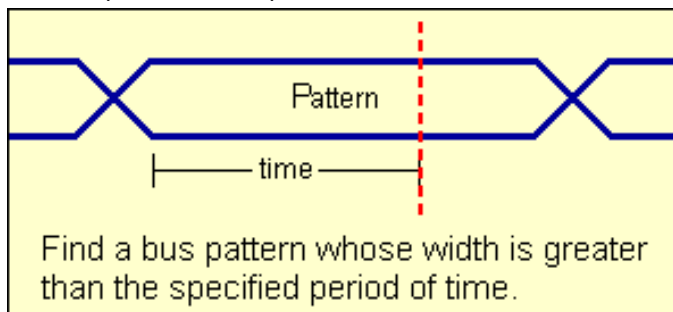 Pattern
time
Find a bus pattern whose width is greater
than the specified period of time.